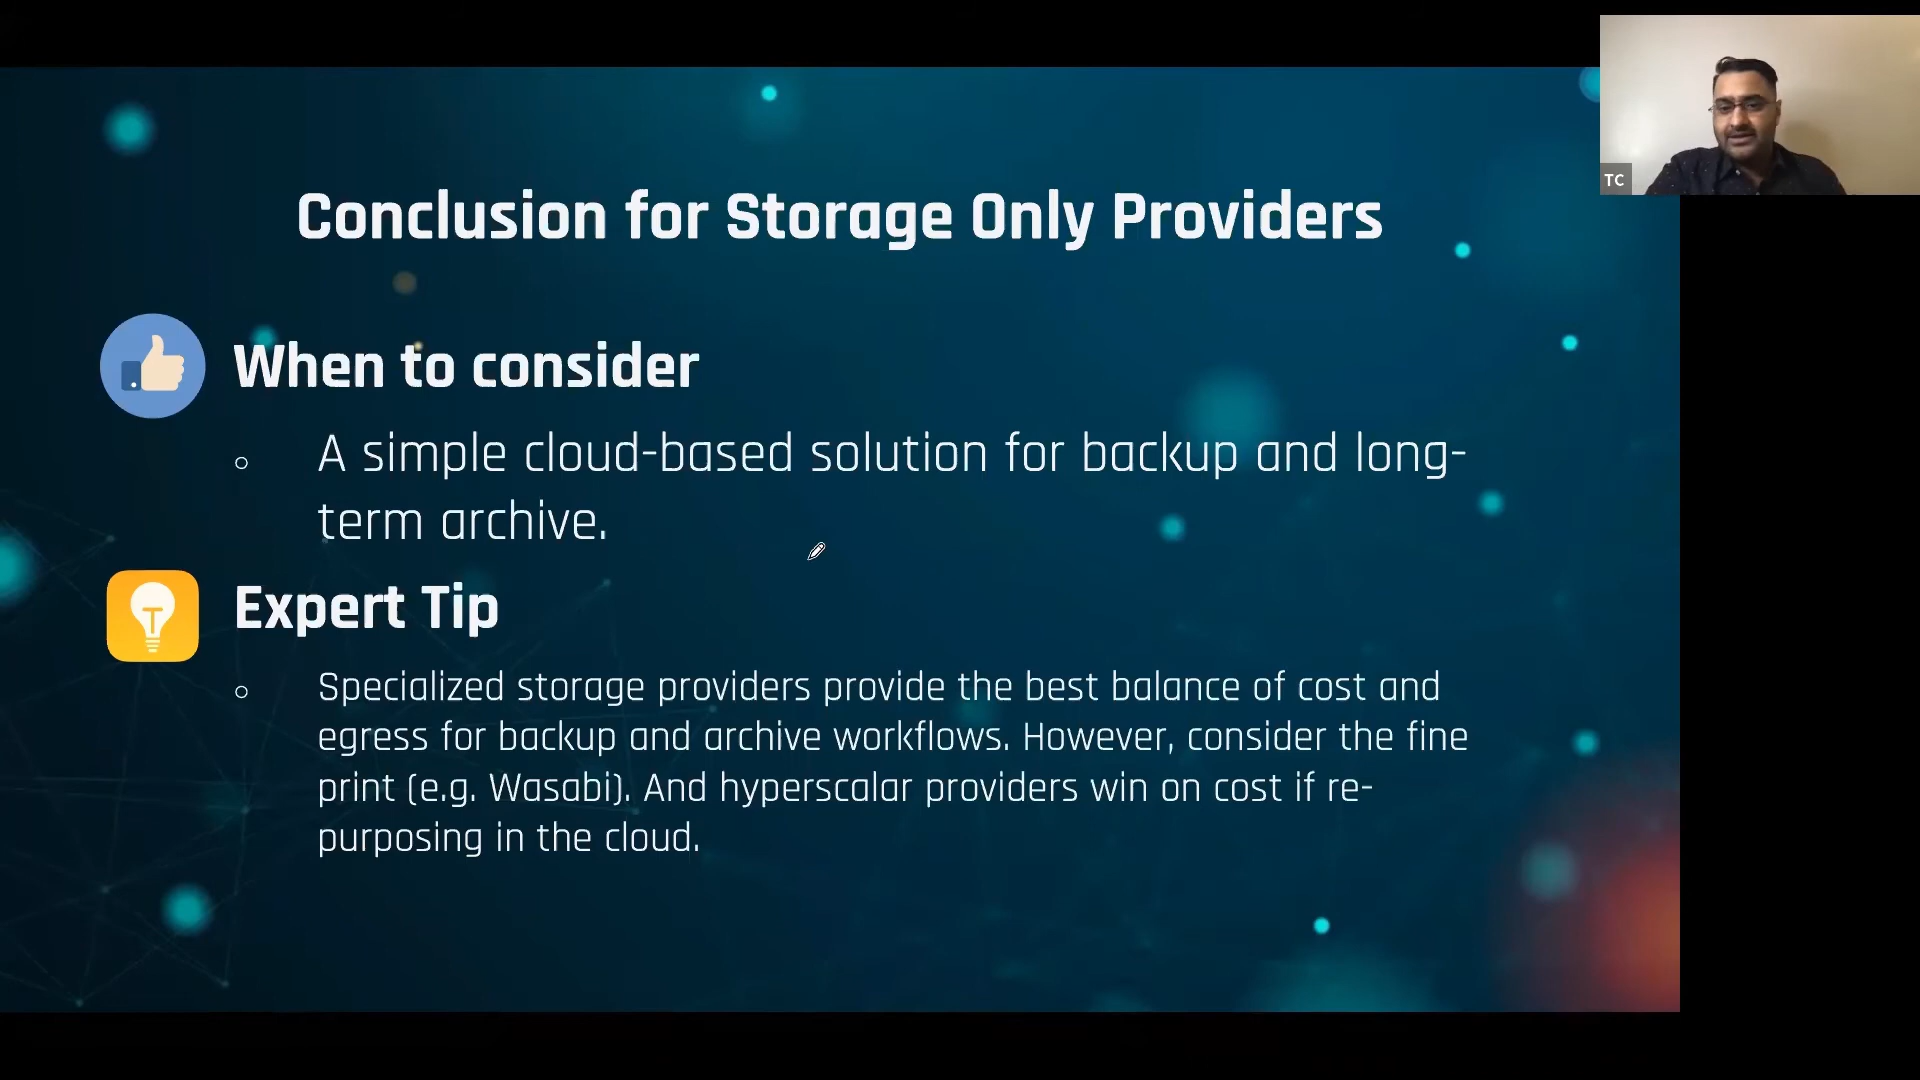 TC
Conclusion for Storage Only Providers
When to consider
A simple cloud-based solution for backup and long-
term archive.
Expert Tip
Specialized storage providers provide the best balance of cost and
egress for backup and archive workflows. However, consider the fine
print (e.g. Wasabi). And hyperscalar providers win on cost if re-
purposing in the cloud.